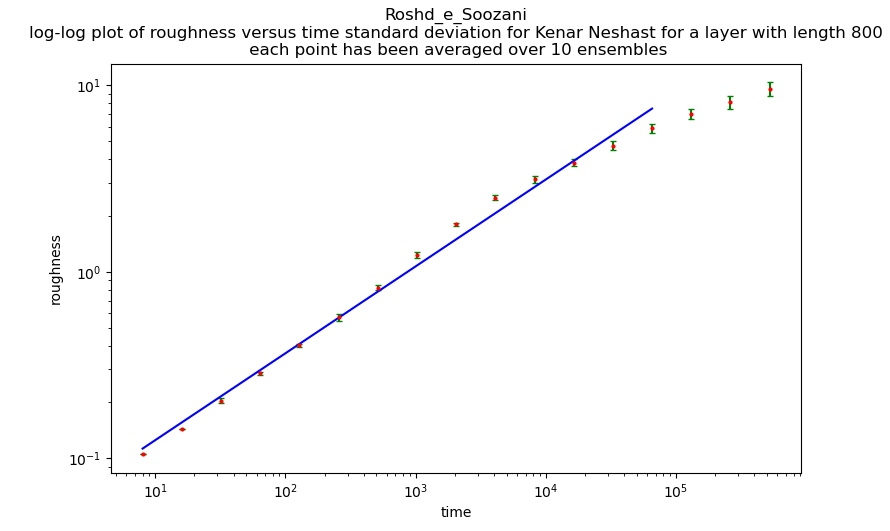 Roshd_e_Soozani
log-log plot of roughness versus time standard deviation for Kenar Neshast for a layer with length 800
each point has been averaged over 10 ensembles
10¹
10⁰
10⁻¹
roughness
10¹ 10² 10³ 10⁴ 10⁵
time